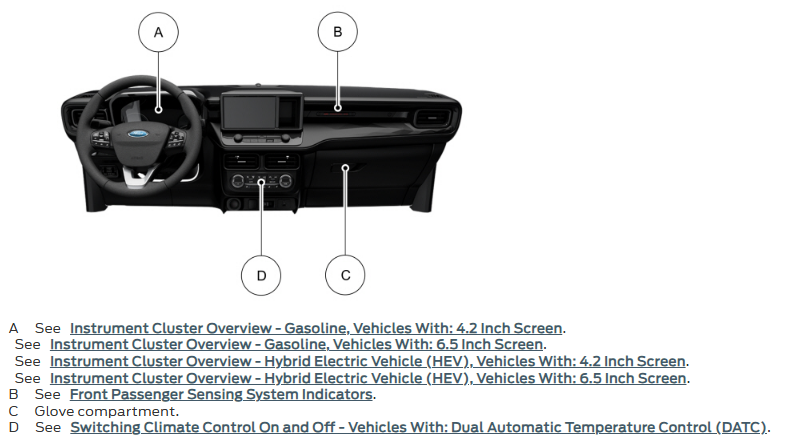 A
B
D
C
A See Instrument Cluster Overview - Gasoline, Vehicles With: 4.2 Inch Screen.
See Instrument Cluster Overview - Gasoline, Vehicles With: 6.5 Inch Screen.
See Instrument Cluster Overview - Hybrid Electric Vehicle (HEV), Vehicles With: 4.2 Inch Screen.
See Instrument Cluster Overview - Hybrid Electric Vehicle (HEV), Vehicles With: 6.5 Inch Screen.
B See Front Passenger Sensing System Indicators.
C Glove compartment.
D See Switching Climate Control On and Off - Vehicles With: Dual Automatic Temperature Control (DATC).